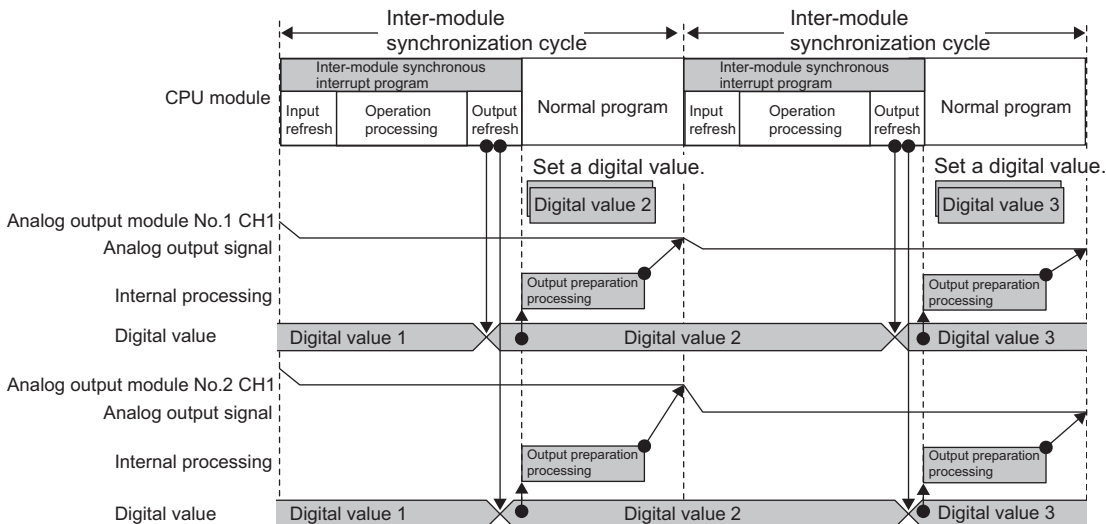 Inter-module
synchronization cycle
Inter-module
synchronization cycle
CPU module
Inter-module synchronous
interrupt program
Input
refresh
Operation
processing
Output
refresh
Normal program
Inter-module synchronous
interrupt program
Input
refresh
Operation
processing
Output
refresh
Normal program
Set a digital value.
Digital value 2
Set a digital value.
Digital value 3
Analog output module No.1 CH1
Analog output signal
Internal processing
Output preparation
processing
Output preparation
processing
Digital value
Digital value 1
Digital value 2
Digital value 3
Analog output module No.2 CH1
Analog output signal
Internal processing
Output preparation
processing
Output preparation
processing
Digital value
Digital value 1
Digital value 2
Digital value 3